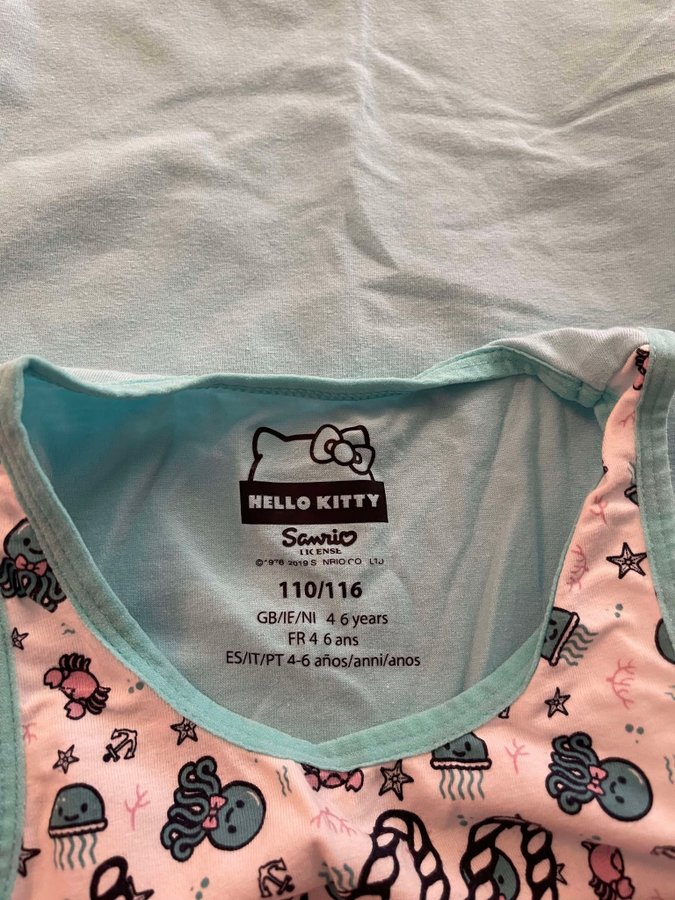 HELLO KITTY
Sanrio
LICENSE
110/116
GB/IE/NI 4 6 years
FR 4 6 ans
ES/IT/PT 4-6 años/anni/anos